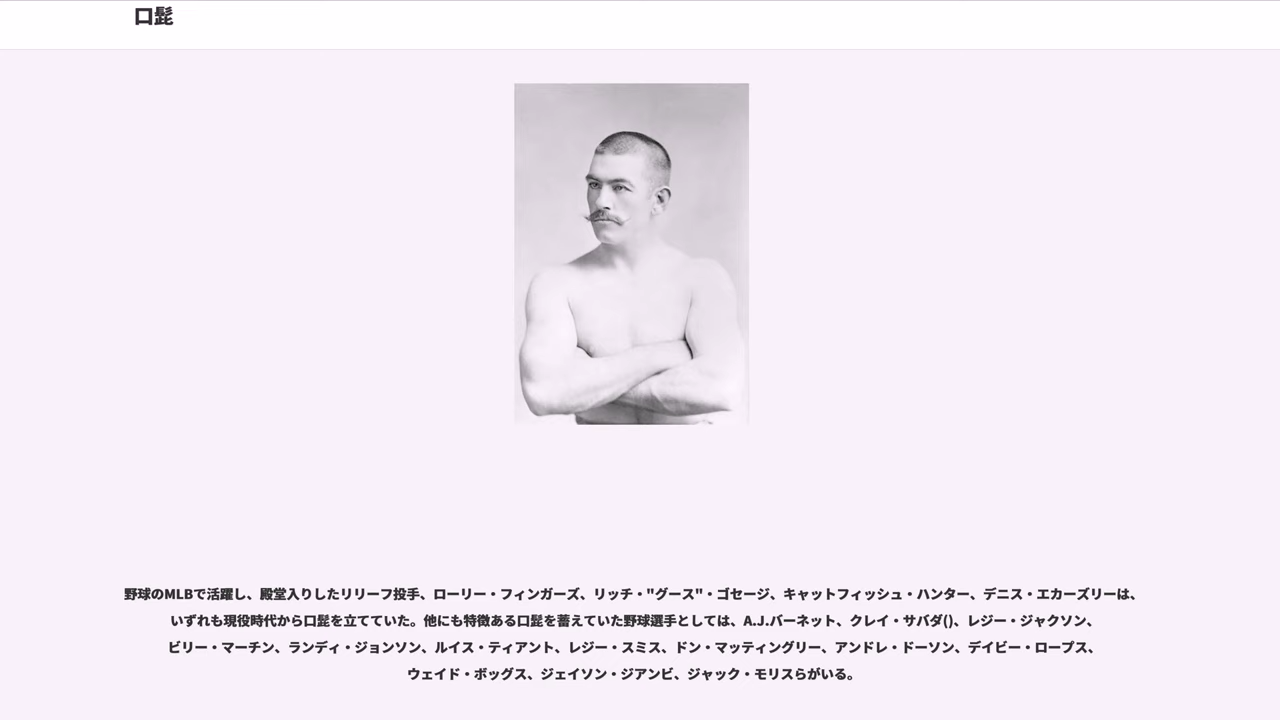 口髭
野球のMLBで活躍し、殿堂入りしたリリーフ投手、ローリー・フィンガーズ、リッチ・"グース"・ゴセージ、キャットフィッシュ・ハンター、デニス・エカーズリーは、
いずれも現役時代から口髭を立てていた。他にも特徴ある口髭を蓄えていた野球選手としては、A.J.バーネット、クレイ・サバダ()、レジー・ジャクソン、
ビリー・マーチン、ランディ・ジョンソン、ルイス・ティアント、レジー・スミス、ドン・マッティングリー、アンドレ・ドーソン、デイビー・ロープス、
ウェイド・ボッグス、ジェイソン・ジアンビ、ジャック・モリスらがいる。